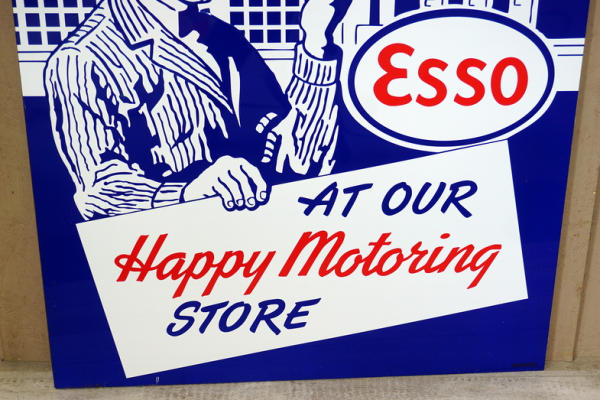 Esso
AT OUR
Happy Motoring
STORE